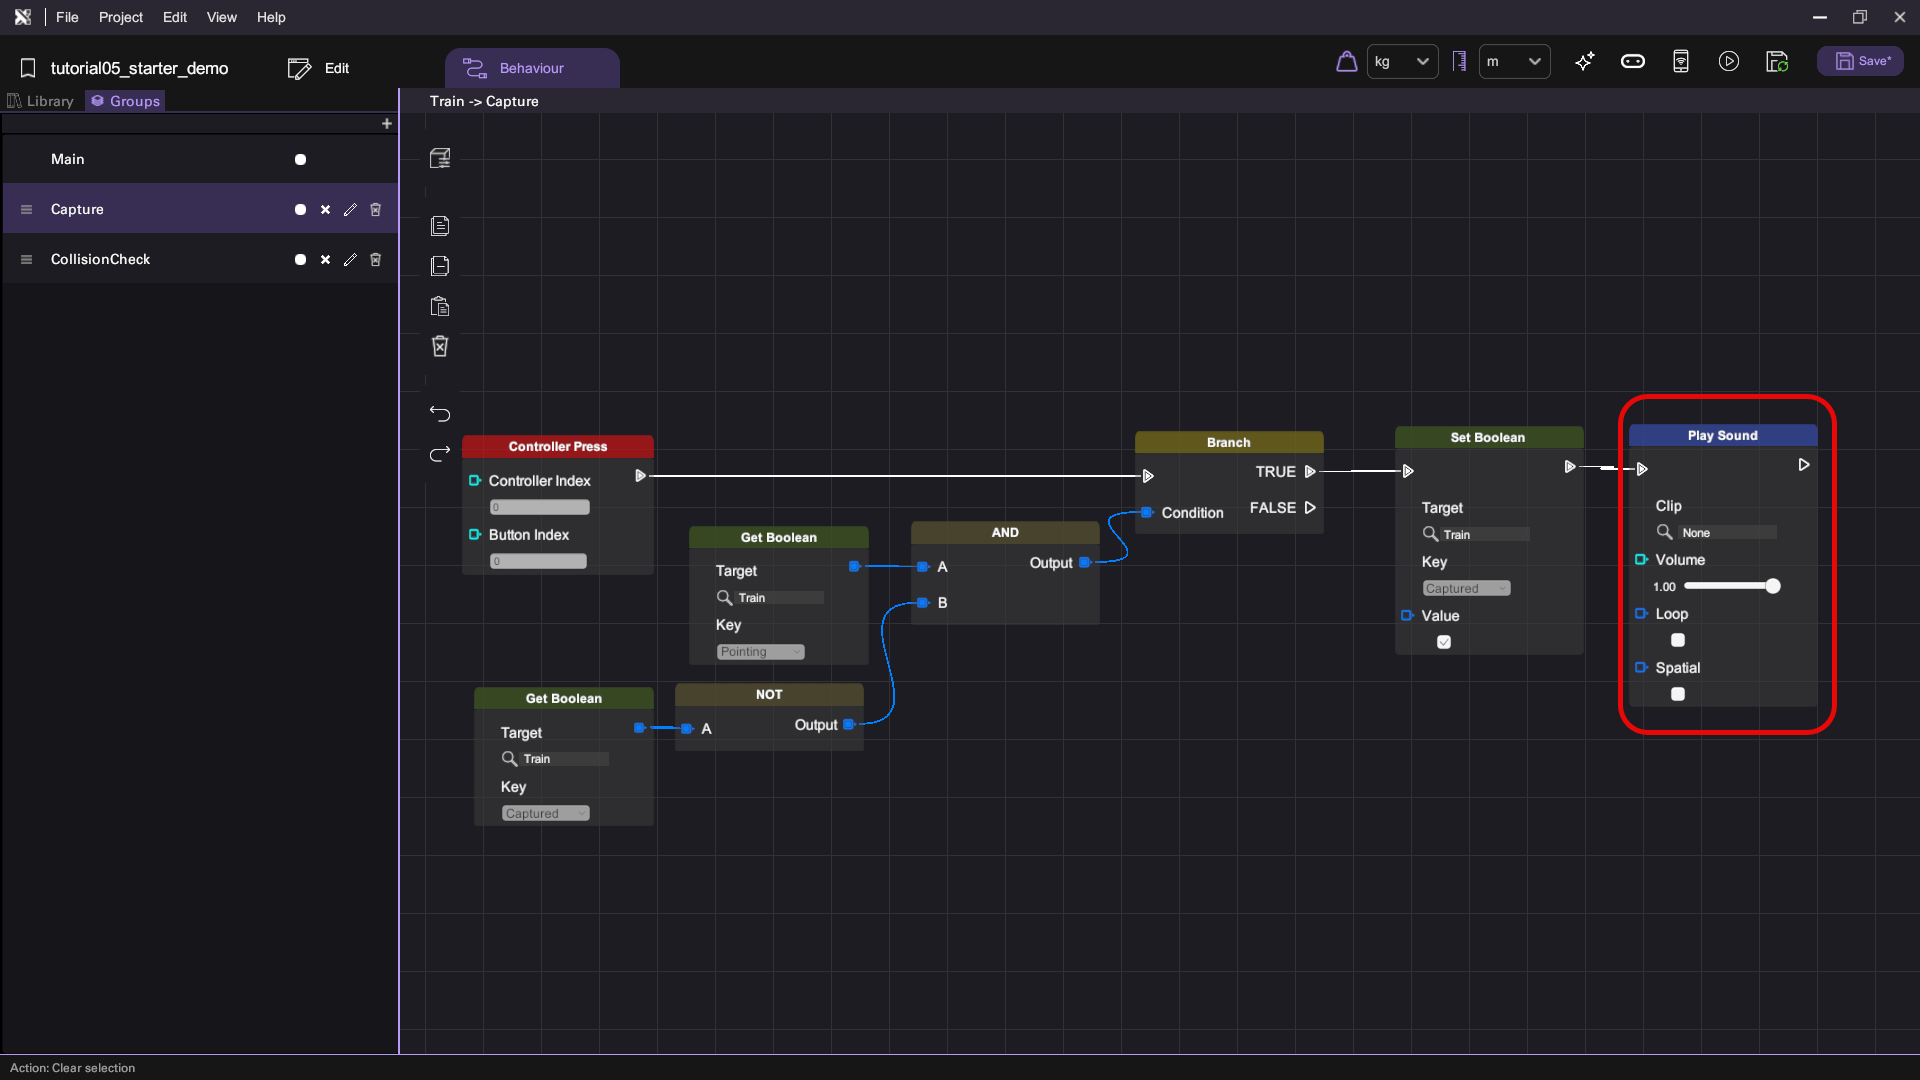 File Project Edit View Help
tutorial05_starter_demo Edit Behaviour kg m Save*
Library Groups
Train -> Capture
+
Main
Capture
CollisionCheck
Controller Press
Controller Index
0
Button Index
0
Get Boolean
Target
Train
Key
Pointing
Get Boolean
Target
Train
Key
Captured
NOT
A Output
AND
A Output
B
Branch
TRUE
Condition FALSE
Set Boolean
Target
Train
Key
Captured
Value
Play Sound
Clip
None
Volume
1.00
Loop
Spatial
Action: Clear selection